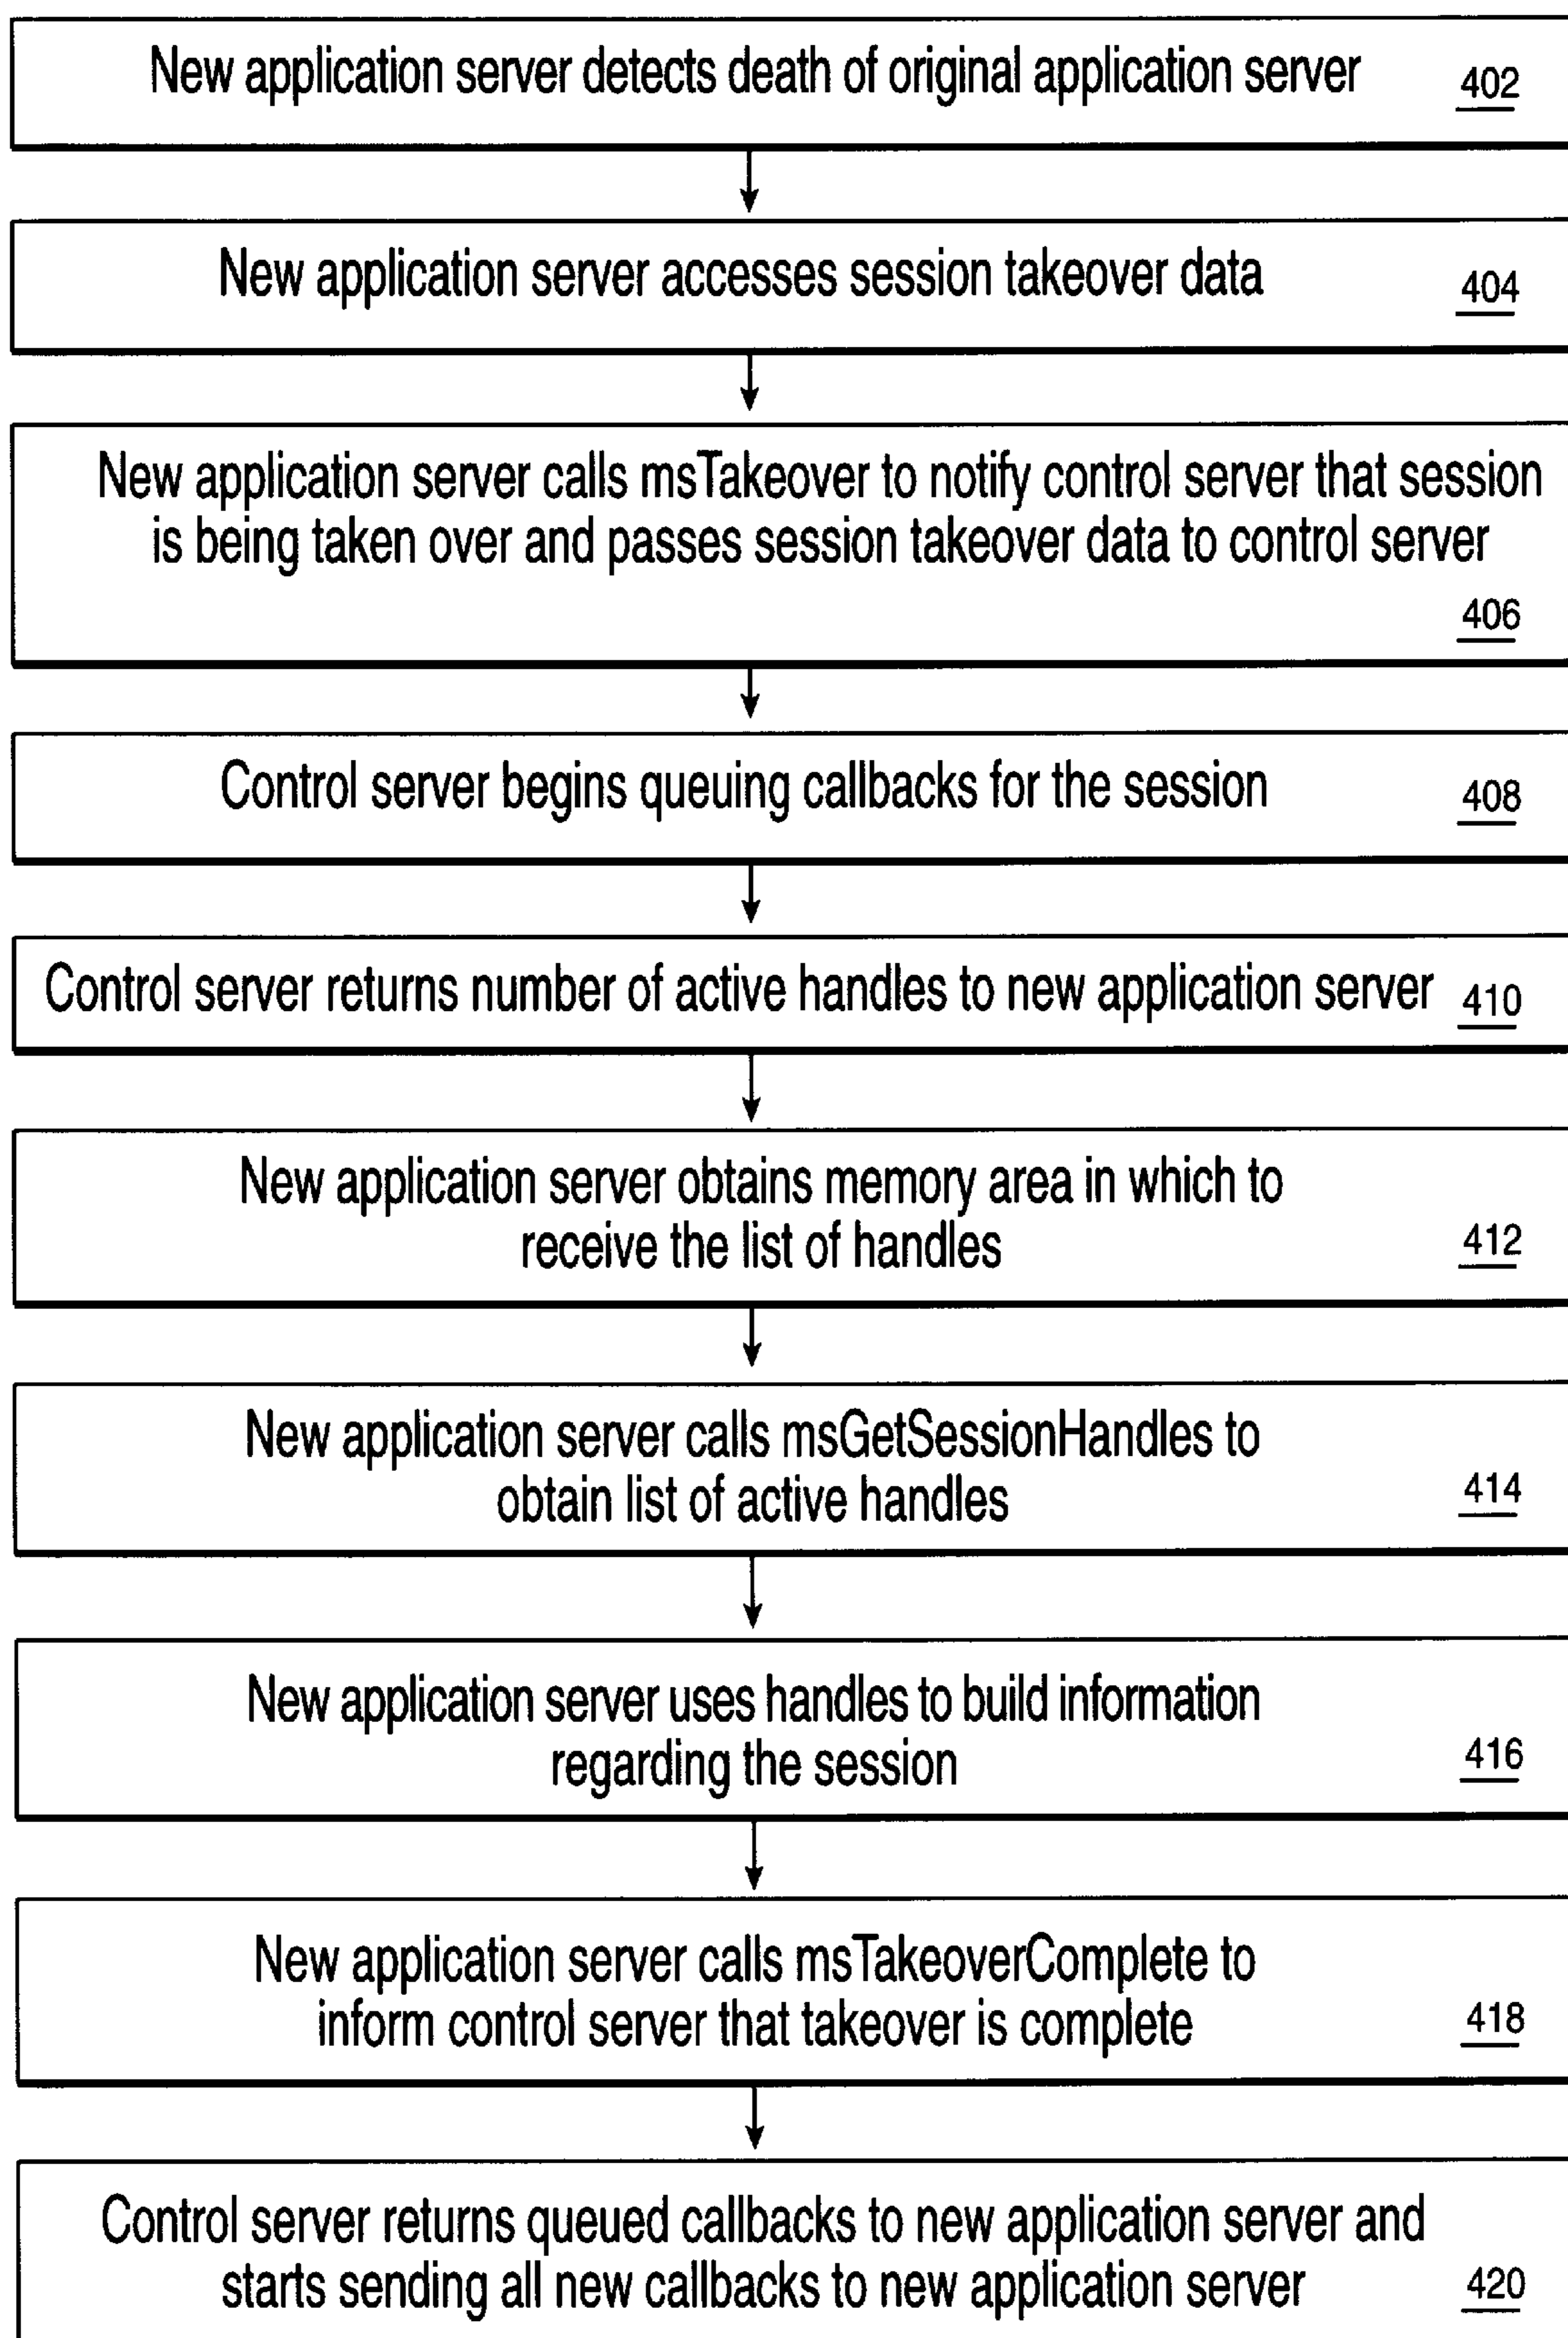 New application server detects death of original application server 402
New application server accesses session takeover data 404
New application server calls msTakeover to notify control server that session
is being taken over and passes session takeover data to control server
406
Control server begins queuing callbacks for the session 408
Control server returns number of active handles to new application server 410
New application server obtains memory area in which to
receive the list of handles 412
New application server calls msGetSessionHandles to
obtain list of active handles 414
New application server uses handles to build information
regarding the session 416
New application server calls msTakeoverComplete to
inform control server that takeover is complete 418
Control server returns queued callbacks to new application server and
starts sending all new callbacks to new application server 420